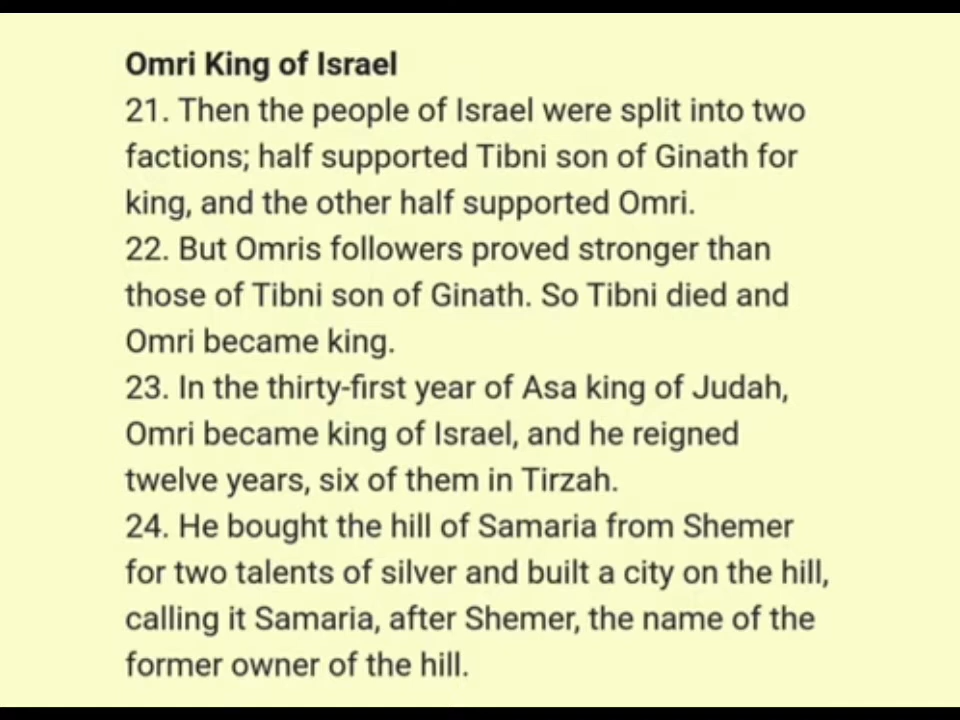 Omri King of Israel
21. Then the people of Israel were split into two
factions; half supported Tibni son of Ginath for
king, and the other half supported Omri.
22. But Omris followers proved stronger than
those of Tibni son of Ginath. So Tibni died and
Omri became king.
23. In the thirty-first year of Asa king of Judah,
Omri became king of Israel, and he reigned
twelve years, six of them in Tirzah.
24. He bought the hill of Samaria from Shemer
for two talents of silver and built a city on the hill,
calling it Samaria, after Shemer, the name of the
former owner of the hill.